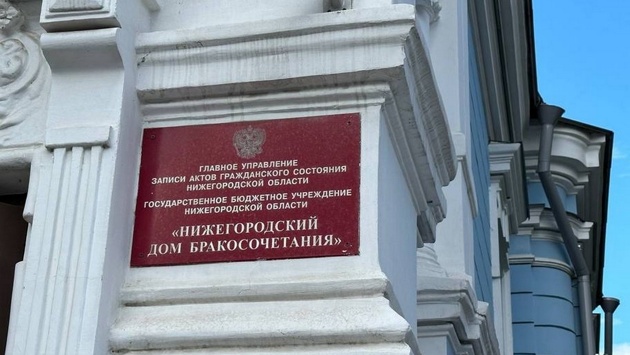 ГЛАВНОЕ УПРАВЛЕНИЕ
ЗАПИСИ АКТОВ ГРАЖДАНСКОГО СОСТОЯНИЯ
НИЖЕГОРОДСКОЙ ОБЛАСТИ
ГОСУДАРСТВЕННОЕ БЮДЖЕТНОЕ УЧРЕЖДЕНИЕ
НИЖЕГОРОДСКОЙ ОБЛАСТИ
«НИЖЕГОРОДСКИЙ
ДОМ БРАКОСОЧЕТАНИЯ»